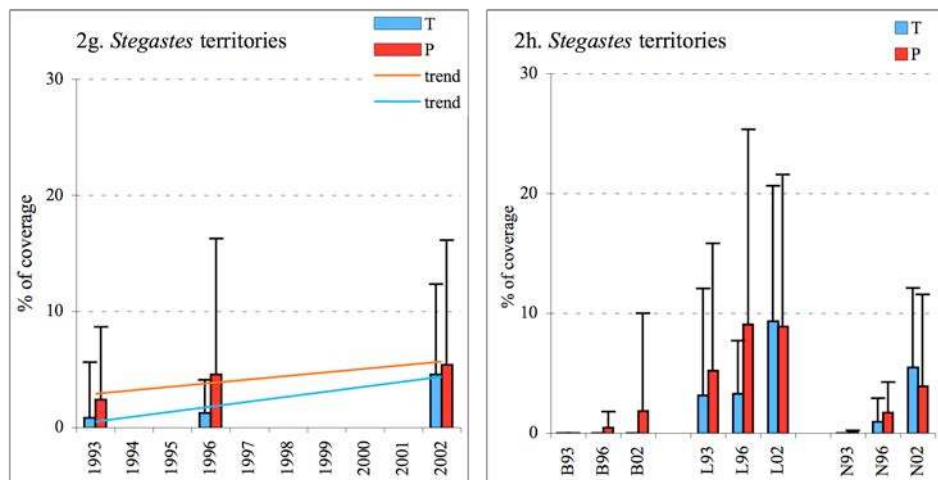 2g. Stegastes territories
T
P
trend
trend
% of coverage
30
20
10
0
1993
1994
1995
1996
1997
1998
1999
2000
2001
2002
2h. Stegastes territories
T
P
% of coverage
30
20
10
0
B93
B96
B02
L93
L96
L02
N93
N96
N02